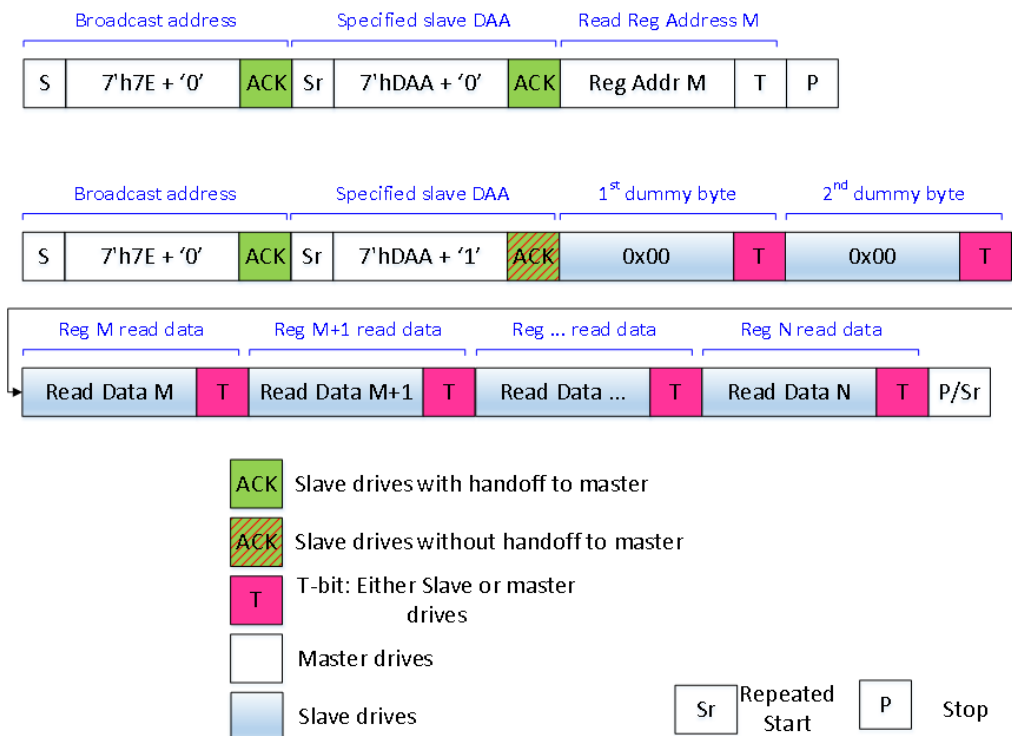 Broadcast address Specified slave DAA Read Reg Address M
S 7'h7E + ‘0’ ACK Sr 7'hDAA + ‘0’ ACK Reg Addr M T P
Broadcast address Specified slave DAA 1st dummy byte 2nd dummy byte
S 7'h7E + ‘0’ ACK Sr 7'hDAA + ‘1’ ACK 0x00 T 0x00 T
Reg M read data Reg M+1 read data Reg ... read data Reg N read data
Read Data M T Read Data M+1 T Read Data ... T Read Data N T P/Sr
ACK Slave drives with handoff to master
ACK Slave drives without handoff to master
T T-bit: Either Slave or master
drives
Master drives
Slave drives
Sr Repeated
Start
P Stop